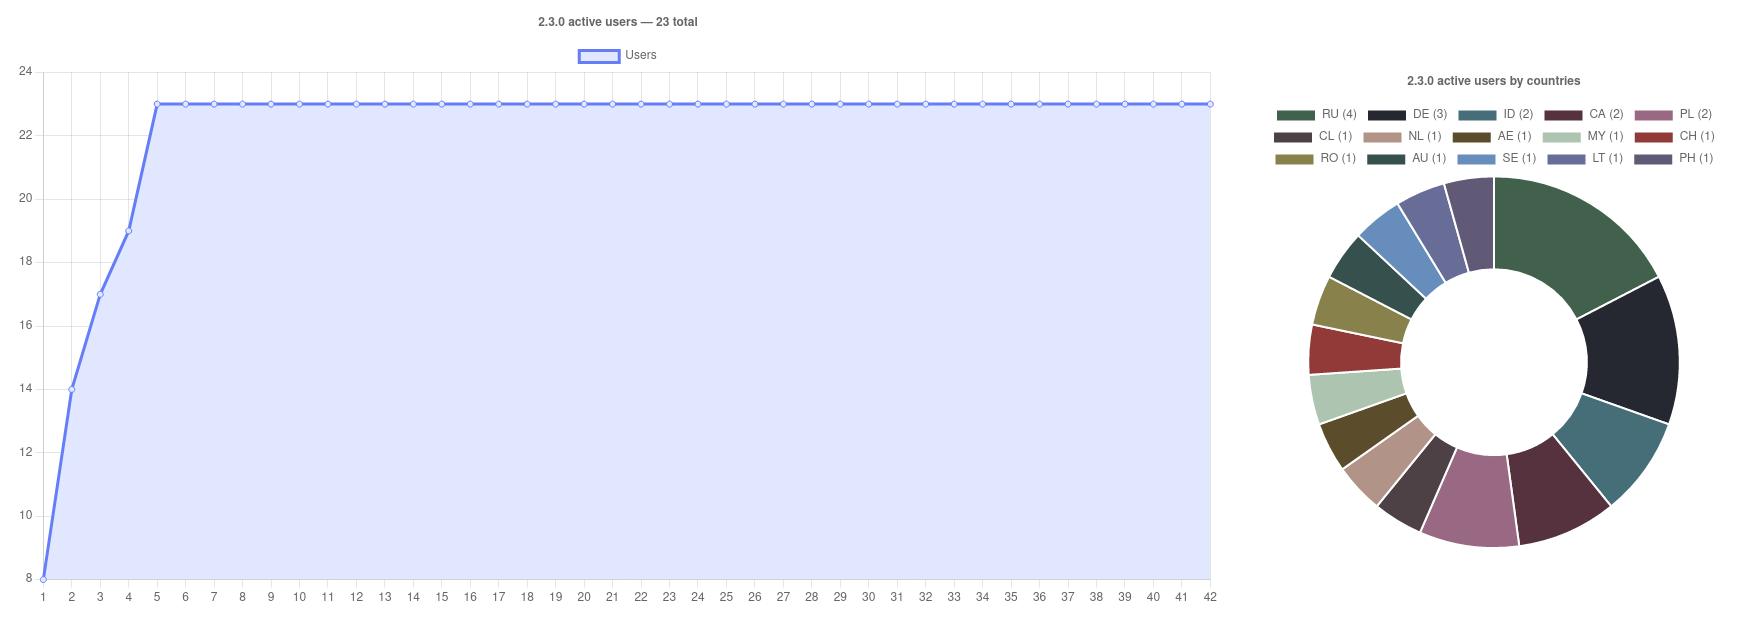 2.3.0 active users — 23 total
Users
24
22
20
18
16
14
12
10
8
1 2 3 4 5 6 7 8 9 10 11 12 13 14 15 16 17 18 19 20 21 22 23 24 25 26 27 28 29 30 31 32 33 34 35 36 37 38 39 40 41 42
2.3.0 active users by countries
RU (4) DE (3) ID (2) CA (2) PL (2)
CL (1) NL (1) AE (1) MY (1) CH (1)
RO (1) AU (1) SE (1) LT (1) PH (1)